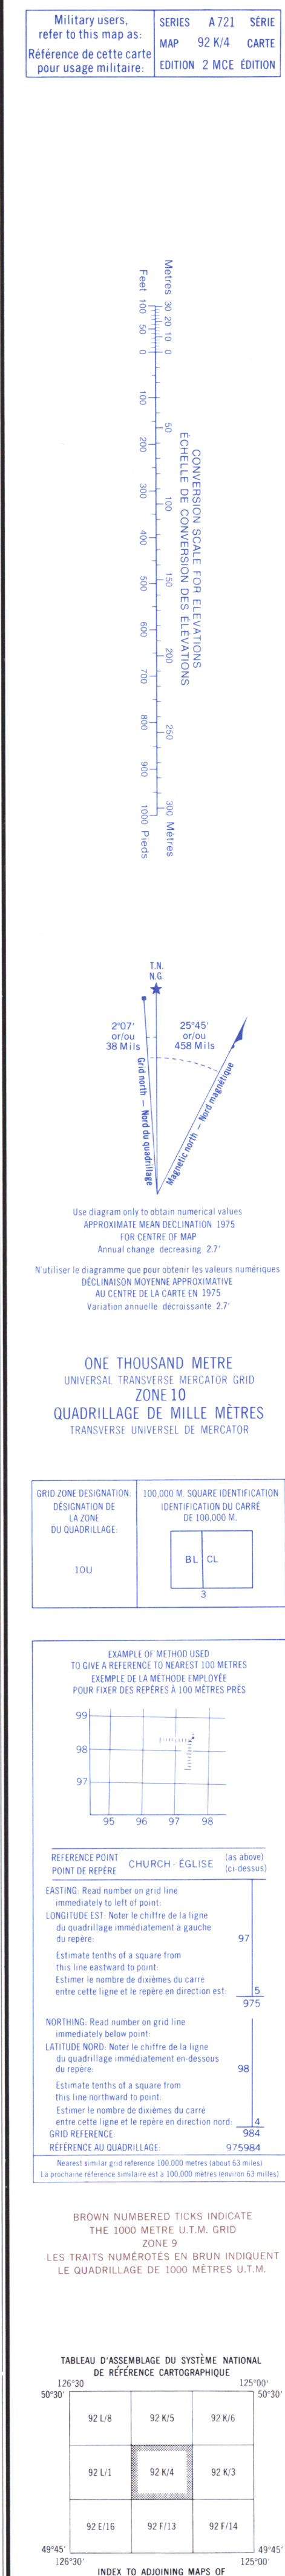 Military users,
refer to this map as:
Référence de cette carte
pour usage militaire:
SERIES A 721 SÉRIE
MAP 92 K/4 CARTE
EDITION 2 MCE ÉDITION
Metres 30 20 10 0 50 100 150 200 250 300 Mètres
Feet 100 50 0 100 200 300 400 500 600 700 800 900 1000 Pieds
CONVERSION SCALE FOR ELEVATIONS
ÉCHELLE DE CONVERSION DES ÉLÉVATIONS
T.N.
N.G.
2°07'
or/ou
38 Mils
25°45'
or/ou
458 Mils
Grid north – Nord du quadrillage
Magnetic north – Nord magnétique
Use diagram only to obtain numerical values
APPROXIMATE MEAN DECLINATION 1975
FOR CENTRE OF MAP
Annual change decreasing 2.7'
N'utiliser le diagramme que pour obtenir les valeurs numériques
DÉCLINAISON MOYENNE APPROXIMATIVE
AU CENTRE DE LA CARTE EN 1975
Variation annuelle décroissante 2.7'
ONE THOUSAND METRE
UNIVERSAL TRANSVERSE MERCATOR GRID
ZONE 10
QUADRILLAGE DE MILLE MÈTRES
TRANSVERSE UNIVERSEL DE MERCATOR
GRID ZONE DESIGNATION:
DÉSIGNATION DE
LA ZONE
DU QUADRILLAGE:
10U
100,000 M. SQUARE IDENTIFICATION
IDENTIFICATION DU CARRÉ
DE 100,000 M.
BL CL
3
EXAMPLE OF METHOD USED
TO GIVE A REFERENCE TO NEAREST 100 METRES
EXEMPLE DE LA MÉTHODE EMPLOYÉE
POUR FIXER DES REPÈRES À 100 MÈTRES PRÈS
99
98
97
95 96 97 98
REFERENCE POINT
POINT DE REPÈRE
CHURCH - ÉGLISE
(as above)
(ci-dessus)
EASTING: Read number on grid line
immediately to left of point:
LONGITUDE EST: Noter le chiffre de la ligne
du quadrillage immédiatement à gauche
du repère: 97
Estimate tenths of a square from
this line eastward to point:
Estimer le nombre de dixièmes du carré
entre cette ligne et le repère en direction est: 5
975
NORTHING: Read number on grid line
immediately below point:
LATITUDE NORD: Noter le chiffre de la ligne
du quadrillage immédiatement en-dessous
du repère: 98
Estimate tenths of a square from
this line northward to point:
Estimer le nombre de dixièmes du carré
entre cette ligne et le repère en direction nord: 4
GRID REFERENCE: 984
RÉFÉRENCE AU QUADRILLAGE: 975984
Nearest similar grid reference 100,000 metres (about 63 miles)
La prochaine référence similaire est à 100,000 mètres (environ 63 milles)
BROWN NUMBERED TICKS INDICATE
THE 1000 METRE U.T.M. GRID
ZONE 9
LES TRAITS NUMÉROTÉS EN BRUN INDIQUENT
LE QUADRILLAGE DE 1000 MÈTRES U.T.M.
TABLEAU D'ASSEMBLAGE DU SYSTÈME NATIONAL
DE RÉFÉRENCE CARTOGRAPHIQUE
126°30' 125°00'
50°30' 50°30'
92 L/8 92 K/5 92 K/6
92 L/1 92 K/4 92 K/3
92 E/16 92 F/13 92 F/14
49°45' 49°45'
126°30' 125°00'
INDEX TO ADJOINING MAPS OF